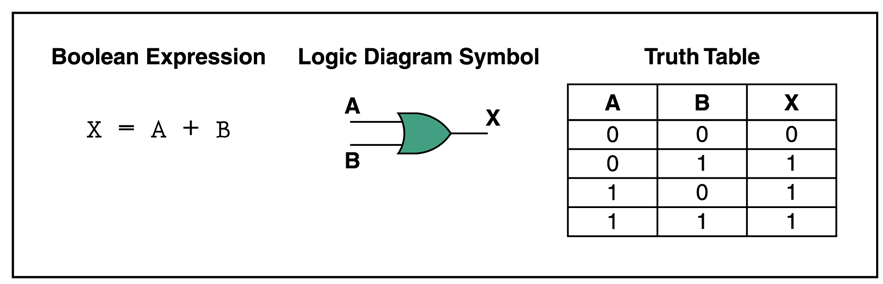 Boolean Expression
Logic Diagram Symbol
Truth Table
X = A + B
A
B
X
A B X
0 0 0
0 1 1
1 0 1
1 1 1